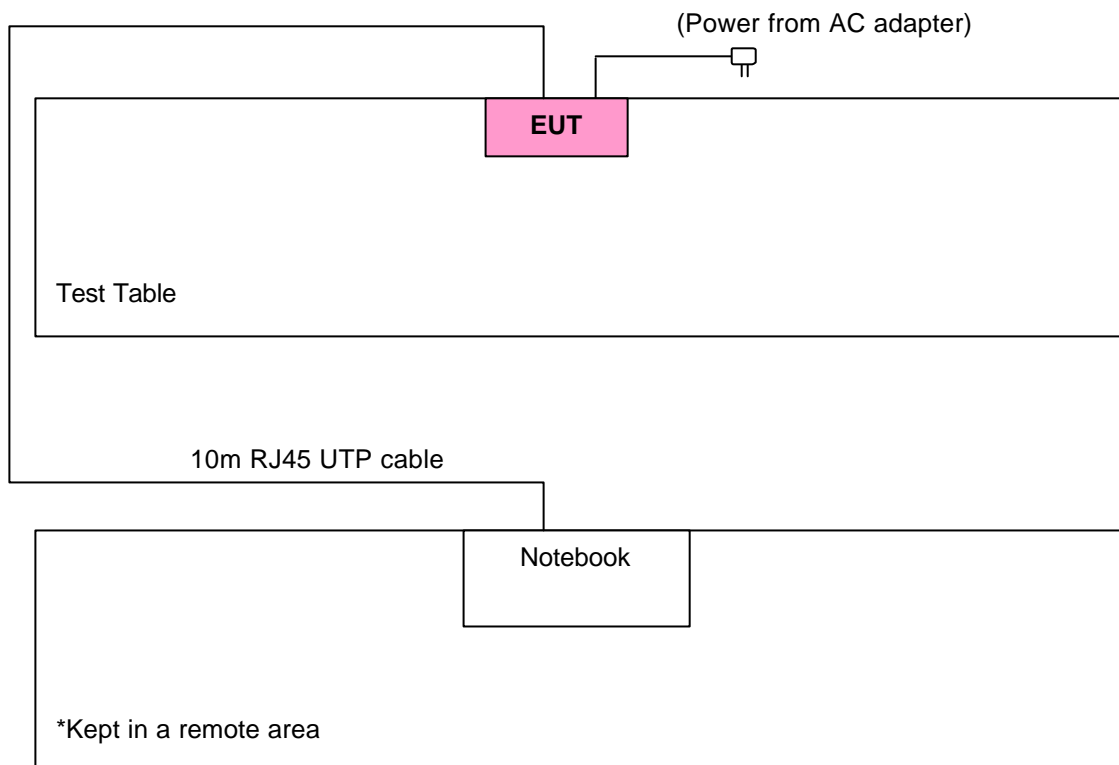 (Power from AC adapter)
EUT
Test Table
10m RJ45 UTP cable
Notebook
*Kept in a remote area